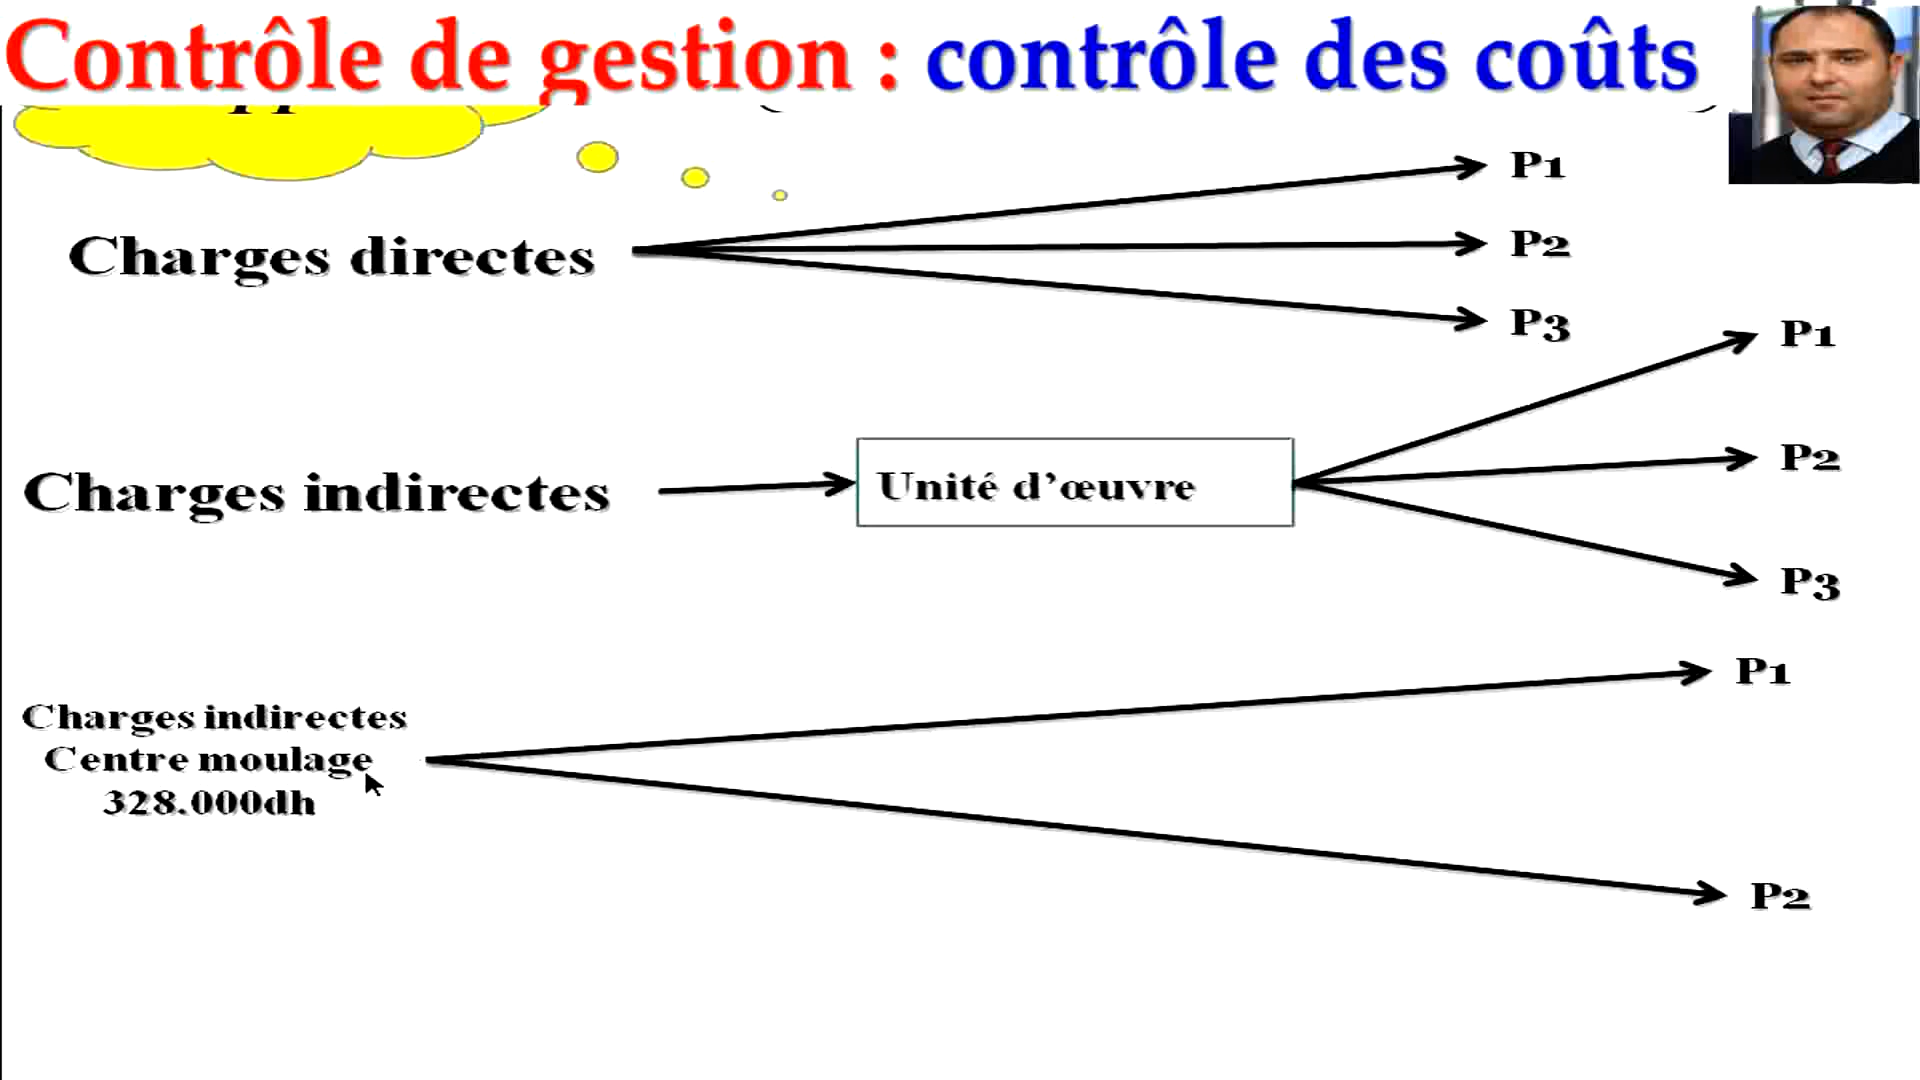 Contrôle de gestion : contrôle des coûts
P1
P2
Charges directes
P3
P1
P2
Charges indirectes
Unité d’œuvre
P3
P1
Charges indirectes
Centre moulage
328.000dh
P2